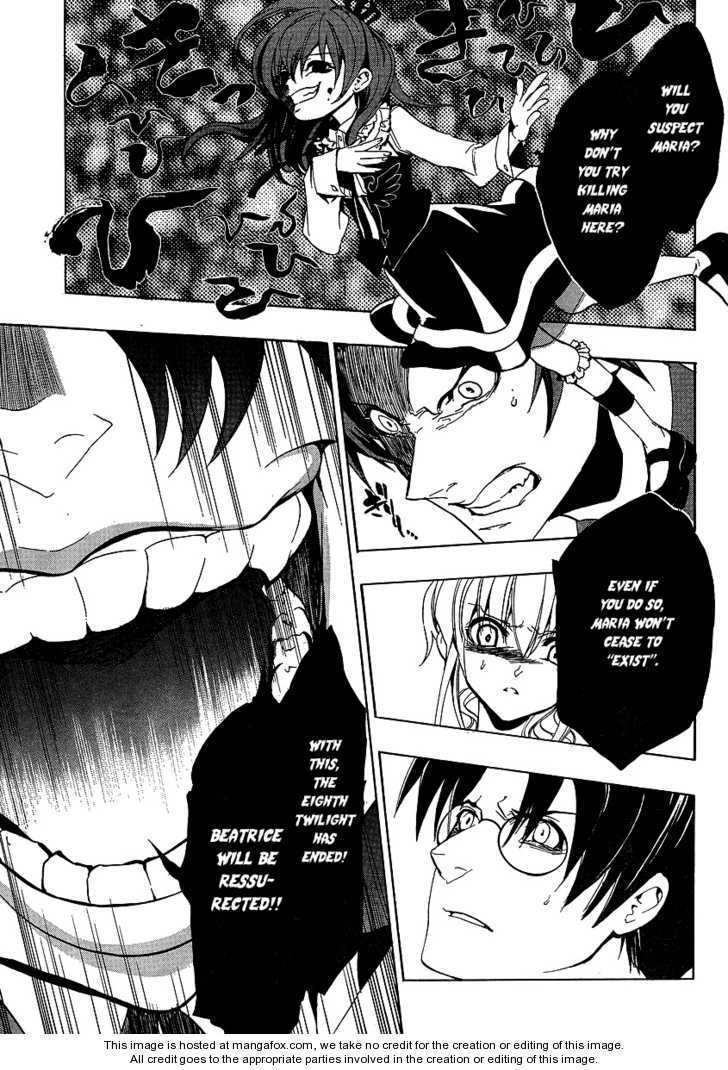 WILL
YOU
SUSPECT
MARIA?
WHY
DON'T
YOU TRY
KILLING
MARIA
HERE?
EVEN IF
YOU DO SO,
MARIA WON'T
CEASE TO
"EXIST".
WITH
THIS,
THE
EIGHTH
TWILIGHT
HAS
ENDED!
BEATRICE
WILL BE
RESSU-
RECTED!!
This image is hosted at mangafox.com, we take no credit for the creation or editing of this image.
All credit goes to the appropriate parties involved in the creation or editing of this image.